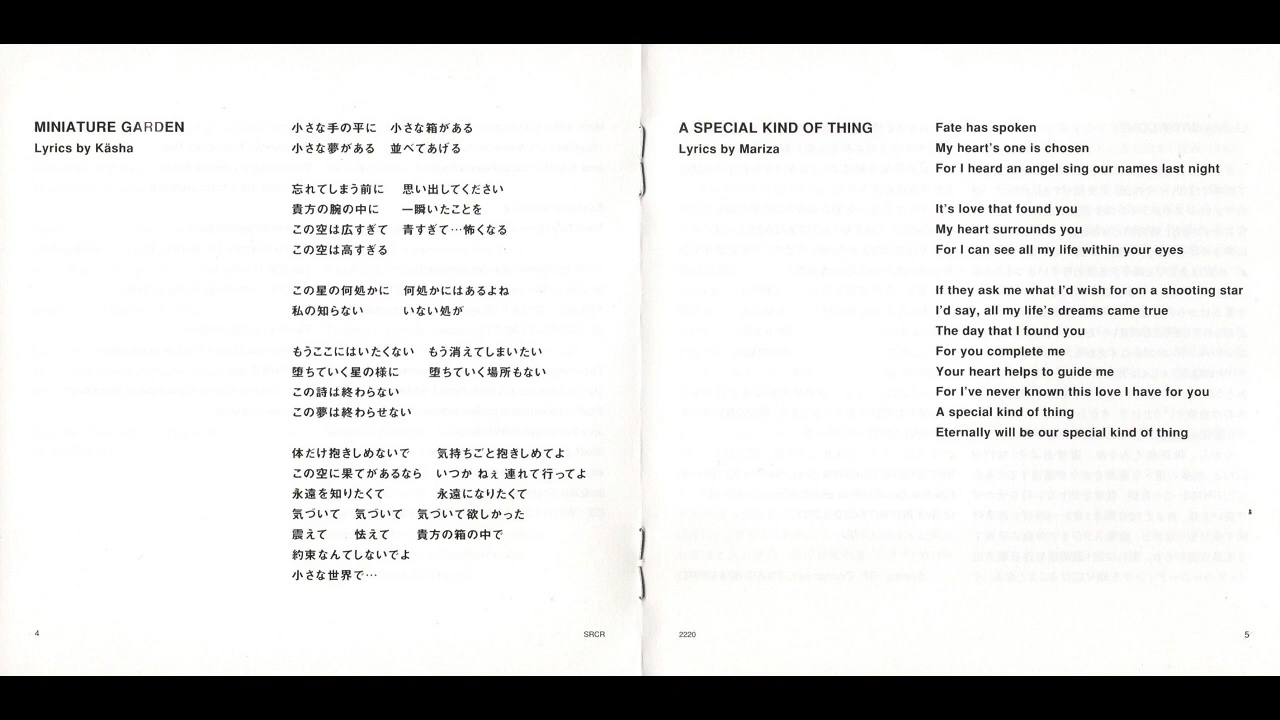 MINIATURE GARDEN
Lyrics by Käsha
小さな手の平に 小さな箱がある
小さな夢がある 並べてあげる
忘れてしまう前に 思い出してください
貴方の腕の中に 一瞬いたことを
この空は広すぎて 青すぎて…怖くなる
この空は高すぎる
この星の何処かに 何処かにはあるよね
私の知らない いない処が
もうここにはいたくない もう消えてしまいたい
堕ちていく星の様に 堕ちていく場所もない
この詩は終わらない
この夢は終わらせない
体だけ抱きしめないで 気持ちごと抱きしめてよ
この空に果てがあるなら いつか ねぇ 連れて行ってよ
永遠を知りたくて 永遠になりたくて
気づいて 気づいて 気づいて欲しかった
震えて 怯えて 貴方の箱の中で
約束なんてしないでよ
小さな世界で…
4
SRCR
A SPECIAL KIND OF THING
Lyrics by Mariza
Fate has spoken
My heart's one is chosen
For I heard an angel sing our names last night
It's love that found you
My heart surrounds you
For I can see all my life within your eyes
If they ask me what I'd wish for on a shooting star
I'd say, all my life's dreams came true
The day that I found you
For you complete me
Your heart helps to guide me
For I've never known this love I have for you
A special kind of thing
Eternally will be our special kind of thing
2220
5